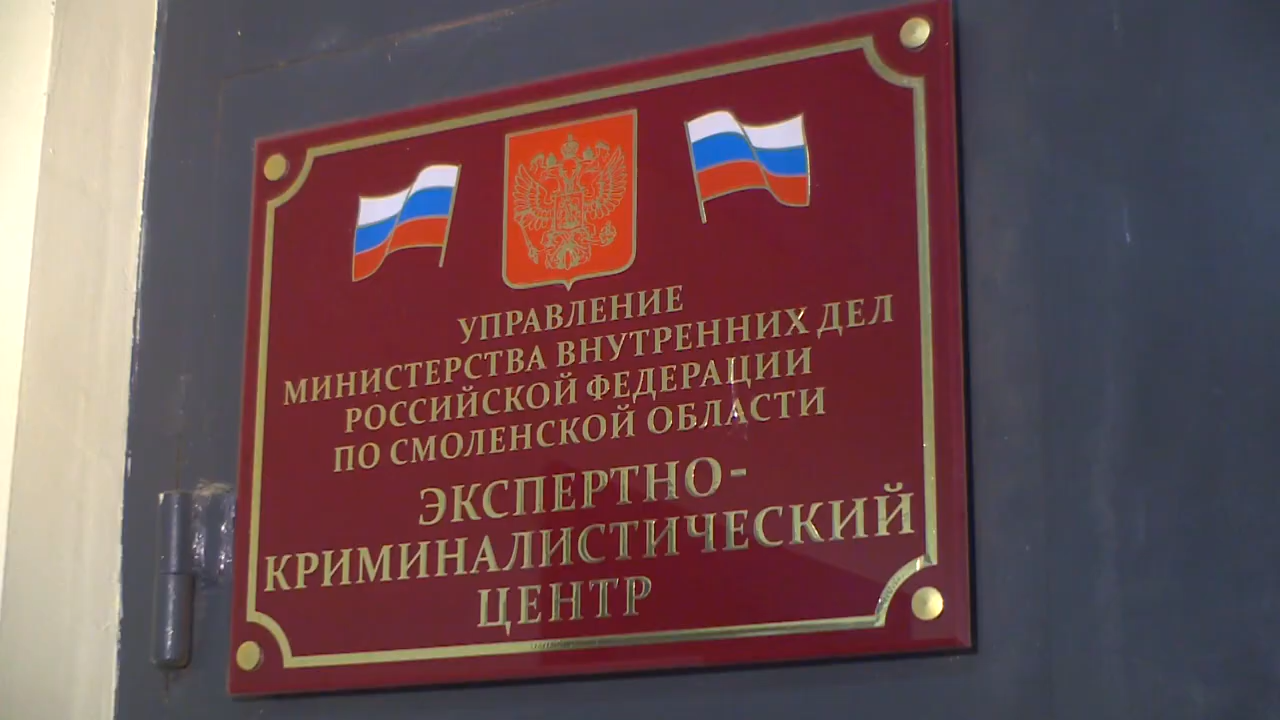 УПРАВЛЕНИЕ
МИНИСТЕРСТВА ВНУТРЕННИХ ДЕЛ
РОССИЙСКОЙ ФЕДЕРАЦИИ
ПО СМОЛЕНСКОЙ ОБЛАСТИ
ЭКСПЕРТНО-
КРИМИНАЛИСТИЧЕСКИЙ
ЦЕНТР